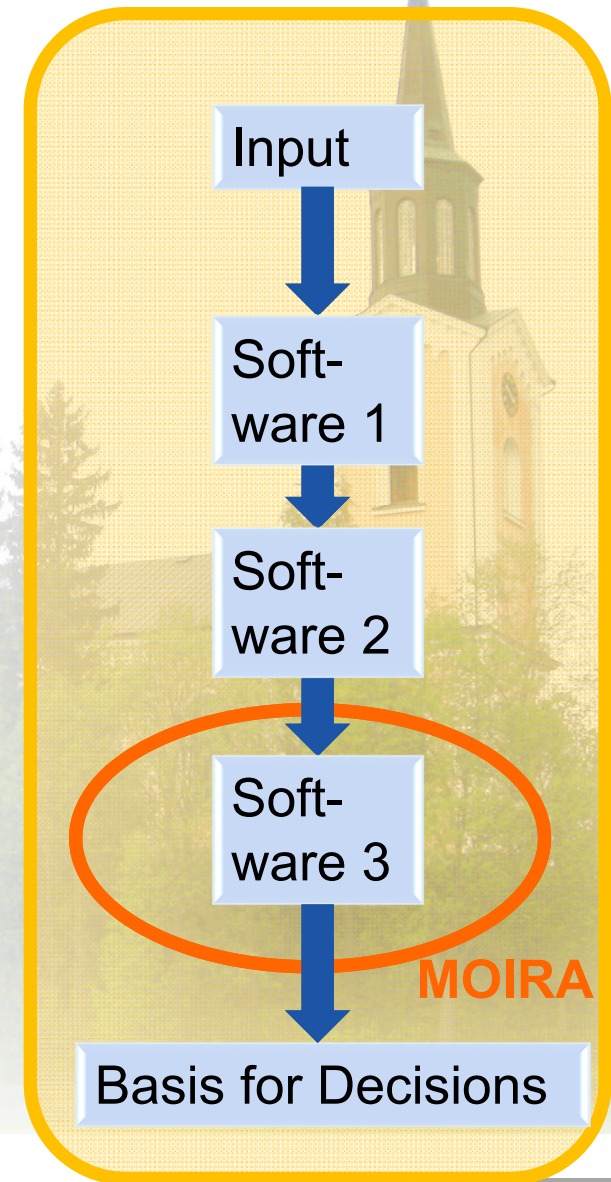 Input
Soft-
ware 1
Soft-
ware 2
Soft-
ware 3
MOIRA
Basis for Decisions